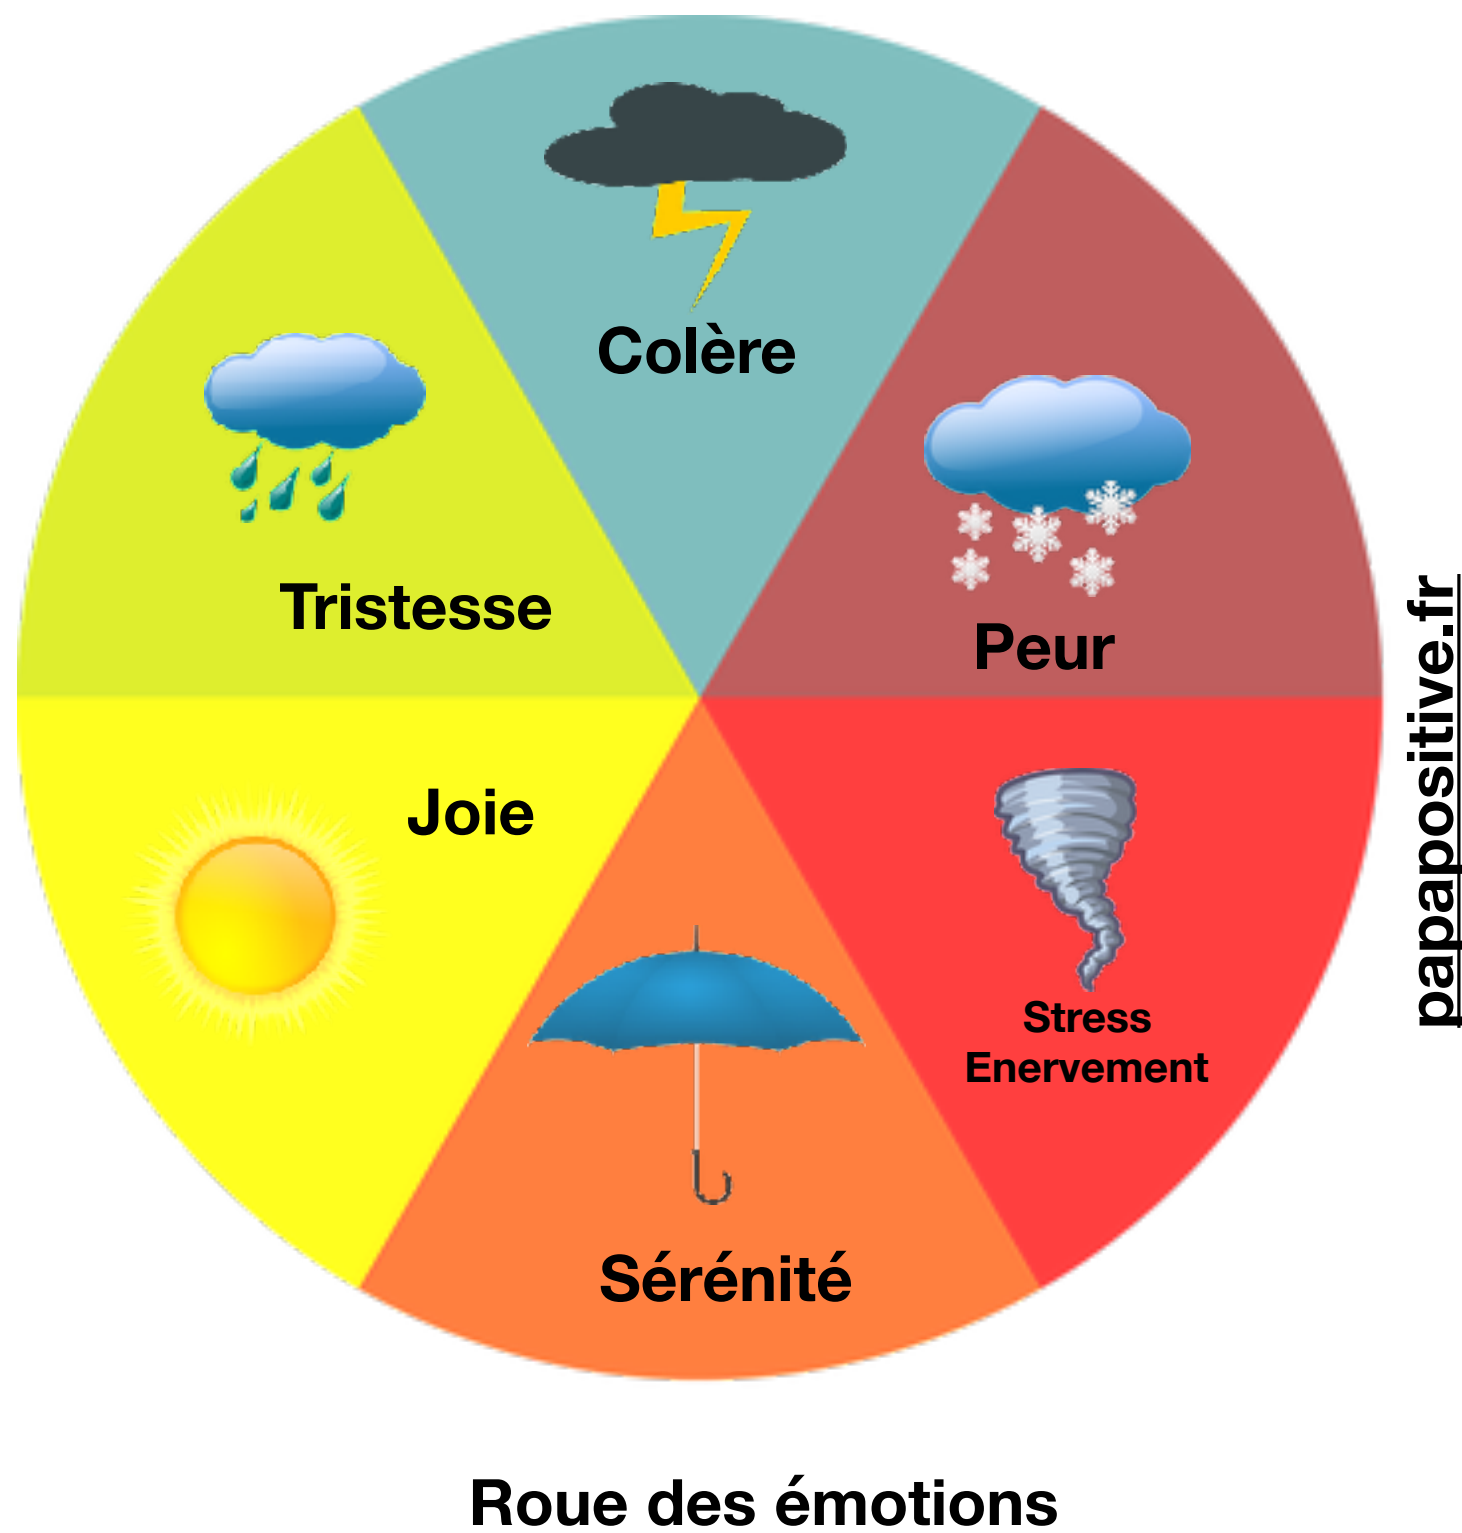 Colère
Tristesse
Peur
Joie
Stress
Enervement
Sérénité
papapositive.fr
Roue des émotions